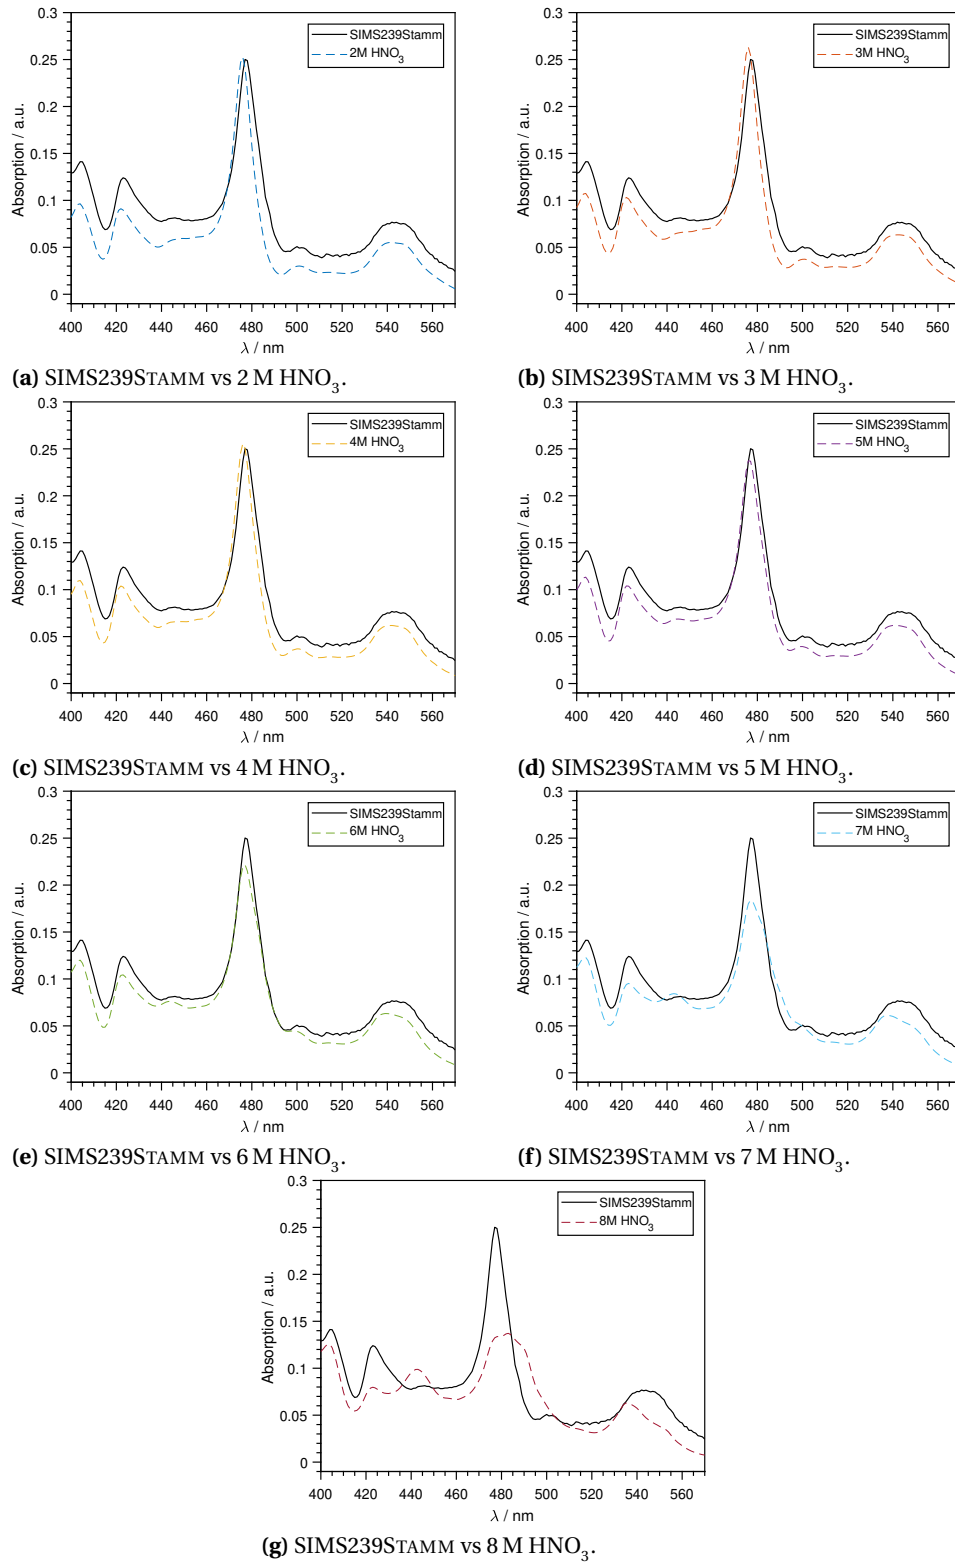 0.3
0.25
0.2
0.15
0.1
0.05
0
Absorption / a.u.
SIMS239Stamm
2M HNO₃
400 420 440 460 480 500 520 540 560
λ / nm
(a) SIMS239STAMM vs 2 M HNO₃.
0.3
0.25
0.2
0.15
0.1
0.05
0
Absorption / a.u.
SIMS239Stamm
3M HNO₃
400 420 440 460 480 500 520 540 560
λ / nm
(b) SIMS239STAMM vs 3 M HNO₃.
0.3
0.25
0.2
0.15
0.1
0.05
0
Absorption / a.u.
SIMS239Stamm
4M HNO₃
400 420 440 460 480 500 520 540 560
λ / nm
(c) SIMS239STAMM vs 4 M HNO₃.
0.3
0.25
0.2
0.15
0.1
0.05
0
Absorption / a.u.
SIMS239Stamm
5M HNO₃
400 420 440 460 480 500 520 540 560
λ / nm
(d) SIMS239STAMM vs 5 M HNO₃.
0.3
0.25
0.2
0.15
0.1
0.05
0
Absorption / a.u.
SIMS239Stamm
6M HNO₃
400 420 440 460 480 500 520 540 560
λ / nm
(e) SIMS239STAMM vs 6 M HNO₃.
0.3
0.25
0.2
0.15
0.1
0.05
0
Absorption / a.u.
SIMS239Stamm
7M HNO₃
400 420 440 460 480 500 520 540 560
λ / nm
(f) SIMS239STAMM vs 7 M HNO₃.
0.3
0.25
0.2
0.15
0.1
0.05
0
Absorption / a.u.
SIMS239Stamm
8M HNO₃
400 420 440 460 480 500 520 540 560
λ / nm
(g) SIMS239STAMM vs 8 M HNO₃.